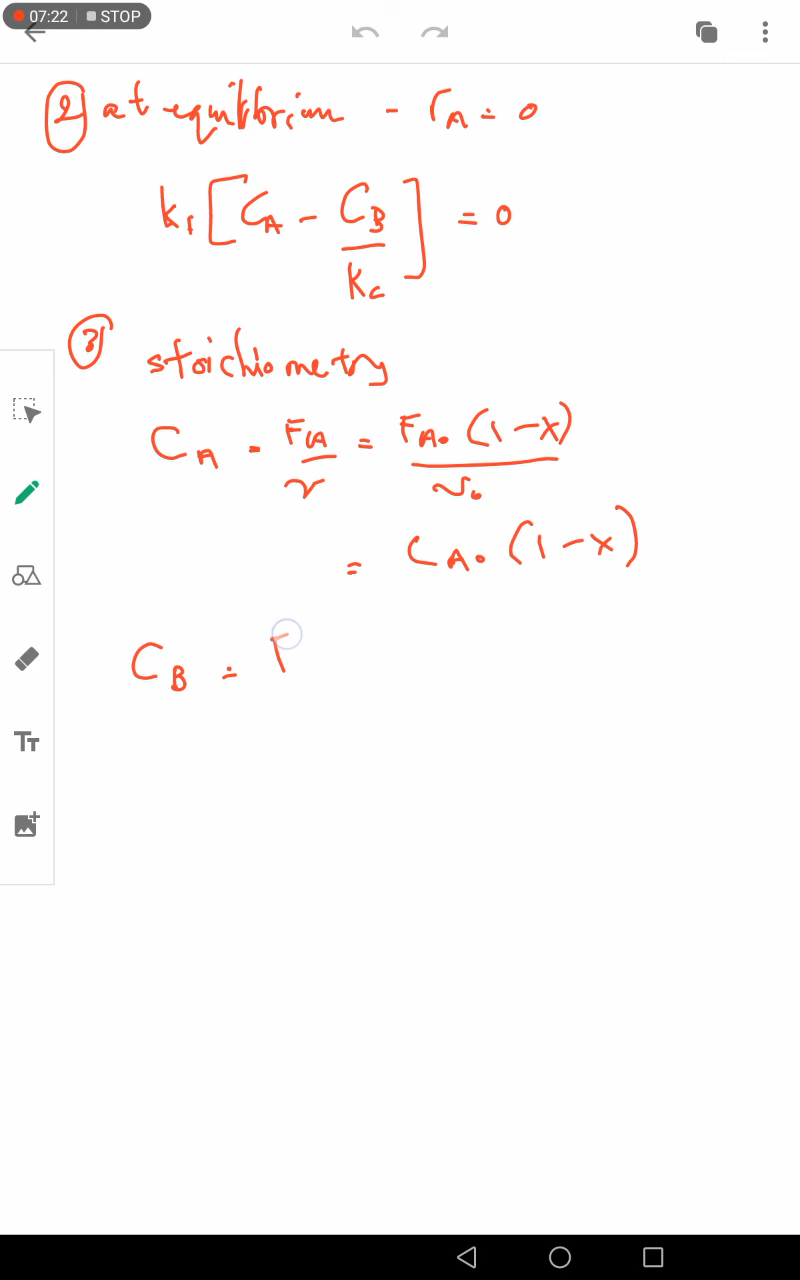 07:22 STOP
② at equilibrium - rA = 0
k1 [CA - CB/kc] = 0
③ stoichiometry
CA = FA/v = FA0 (1-x)/v0
= CA0 (1-x)
CB =
TT